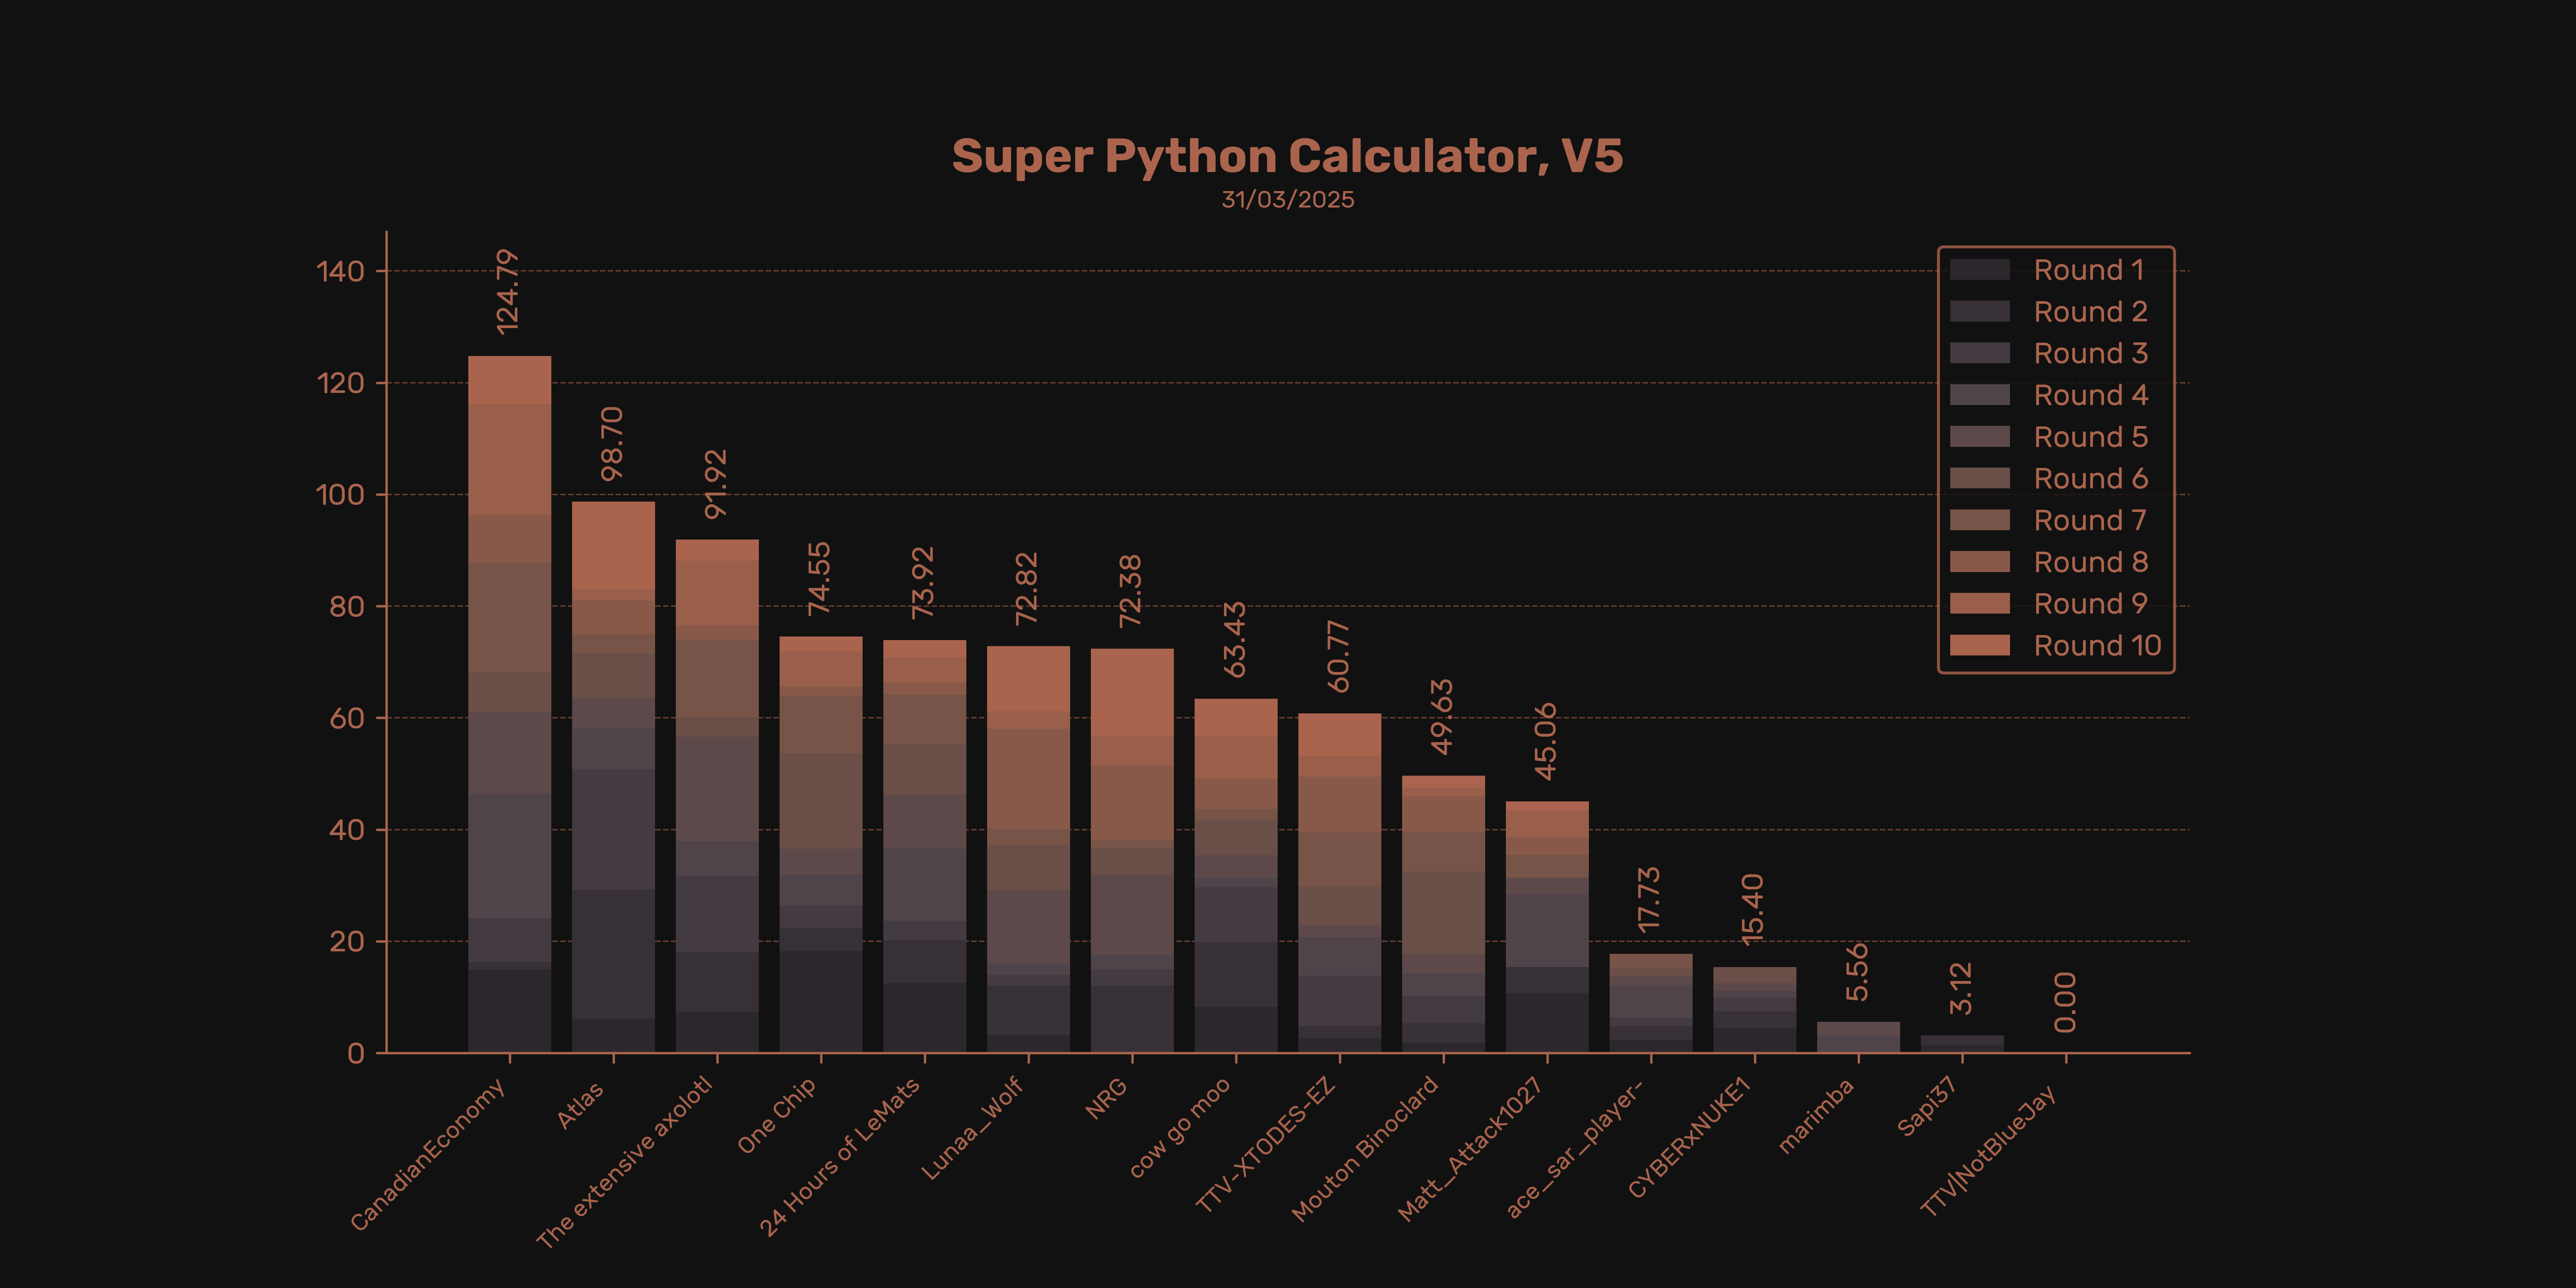 Super Python Calculator, V5
31/03/2025
140
120
100
80
60
40
20
0
124.79
98.70
91.92
74.55
73.92
72.82
72.38
63.43
60.77
49.63
45.06
17.73
15.40
5.56
3.12
0.00
Round 1
Round 2
Round 3
Round 4
Round 5
Round 6
Round 7
Round 8
Round 9
Round 10
CanadianEconomy
Atlas
The extensive axolotl
One Chip
24 Hours of LeMats
Lunaa_Wolf
NRG
cow go moo
TTV-XTODES-EZ
Mouton Binoclard
Matt_Attack1027
ace_sar_player-
CYBERxNUKE1
marimba
Sapi37
TTV|NotBlueJay